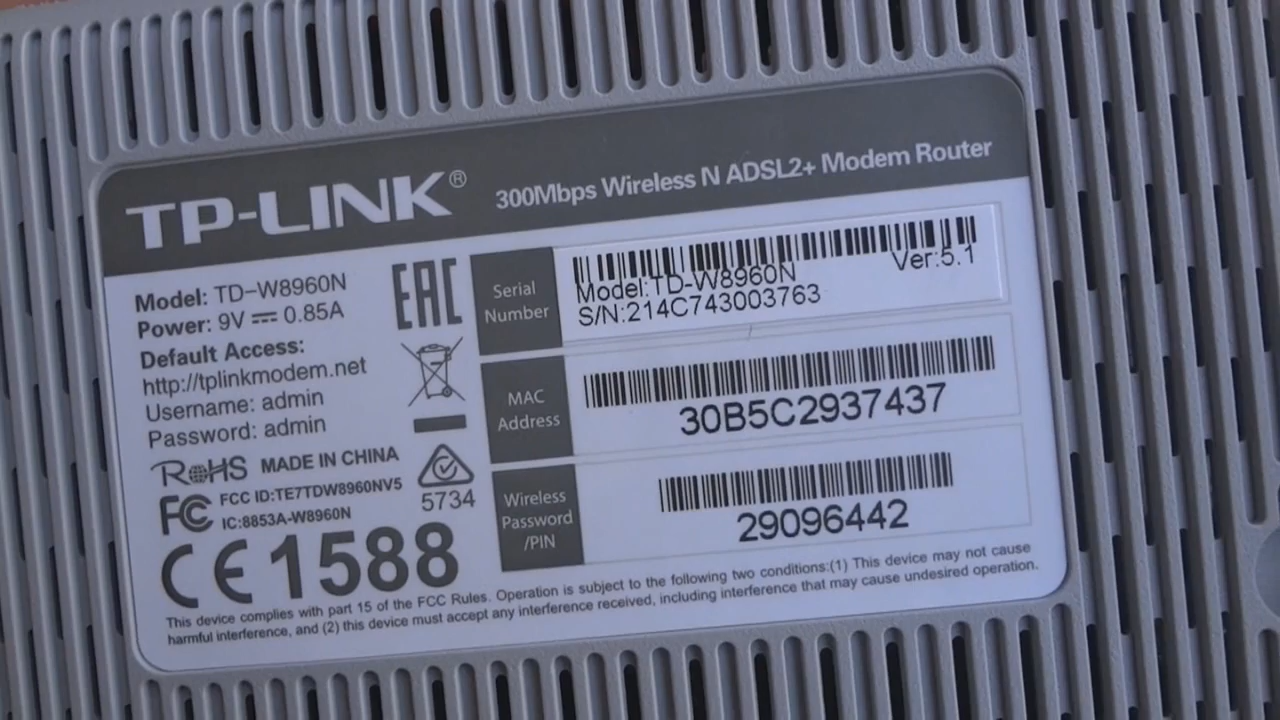 TP-LINK®
300Mbps Wireless N ADSL2+ Modem Router
Model: TD-W8960N
Power: 9V 0.85A
Default Access:
http://tplinkmodem.net
Username: admin
Password: admin
RoHS MADE IN CHINA
FC FCC ID:TE7TDW8960NV5
IC:8853A-W8960N
CE1588
EAC
5734
Serial
Number
Model:TD-W8960N Ver:5.1
S/N:214C743003763
MAC
Address
30B5C2937437
Wireless
Password
/PIN
29096442
This device complies with part 15 of the FCC Rules. Operation is subject to the following two conditions:(1) This device may not cause
harmful interference, and (2) this device must accept any interference received, including interference that may cause undesired operation.